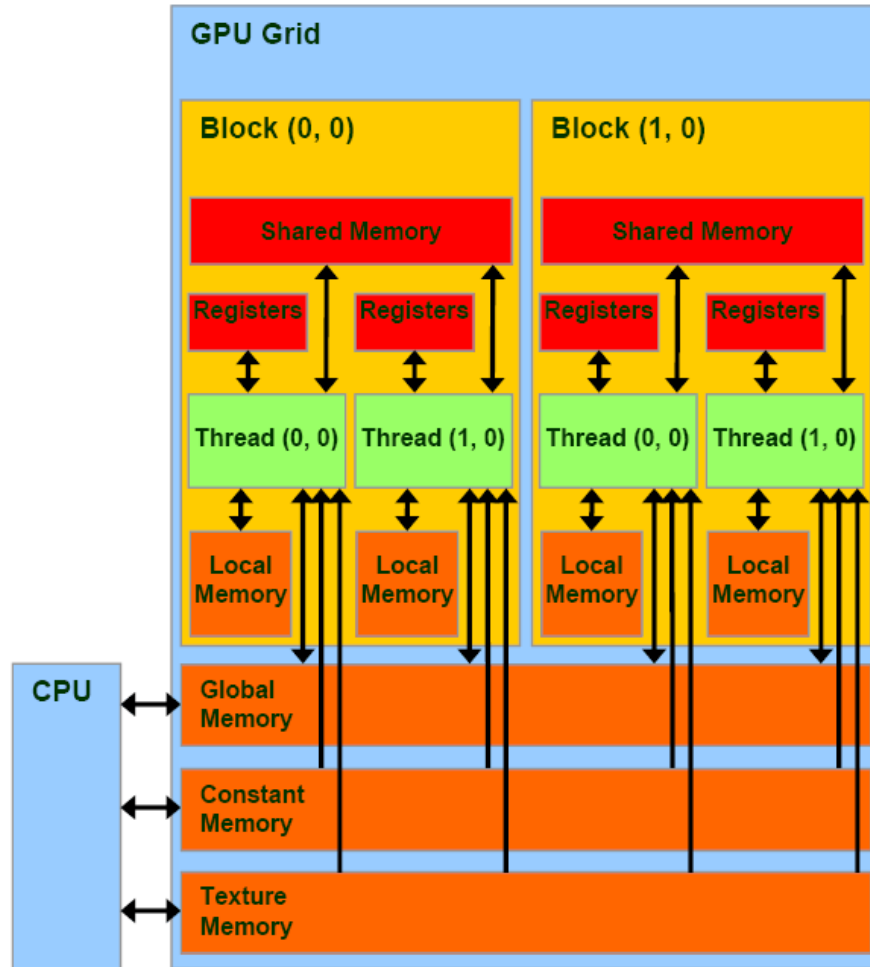 GPU Grid
Block (0, 0)
Block (1, 0)
Shared Memory
Shared Memory
Registers
Registers
Registers
Registers
Thread (0, 0)
Thread (1, 0)
Thread (0, 0)
Thread (1, 0)
Local
Memory
Local
Memory
Local
Memory
Local
Memory
CPU
Global
Memory
Constant
Memory
Texture
Memory